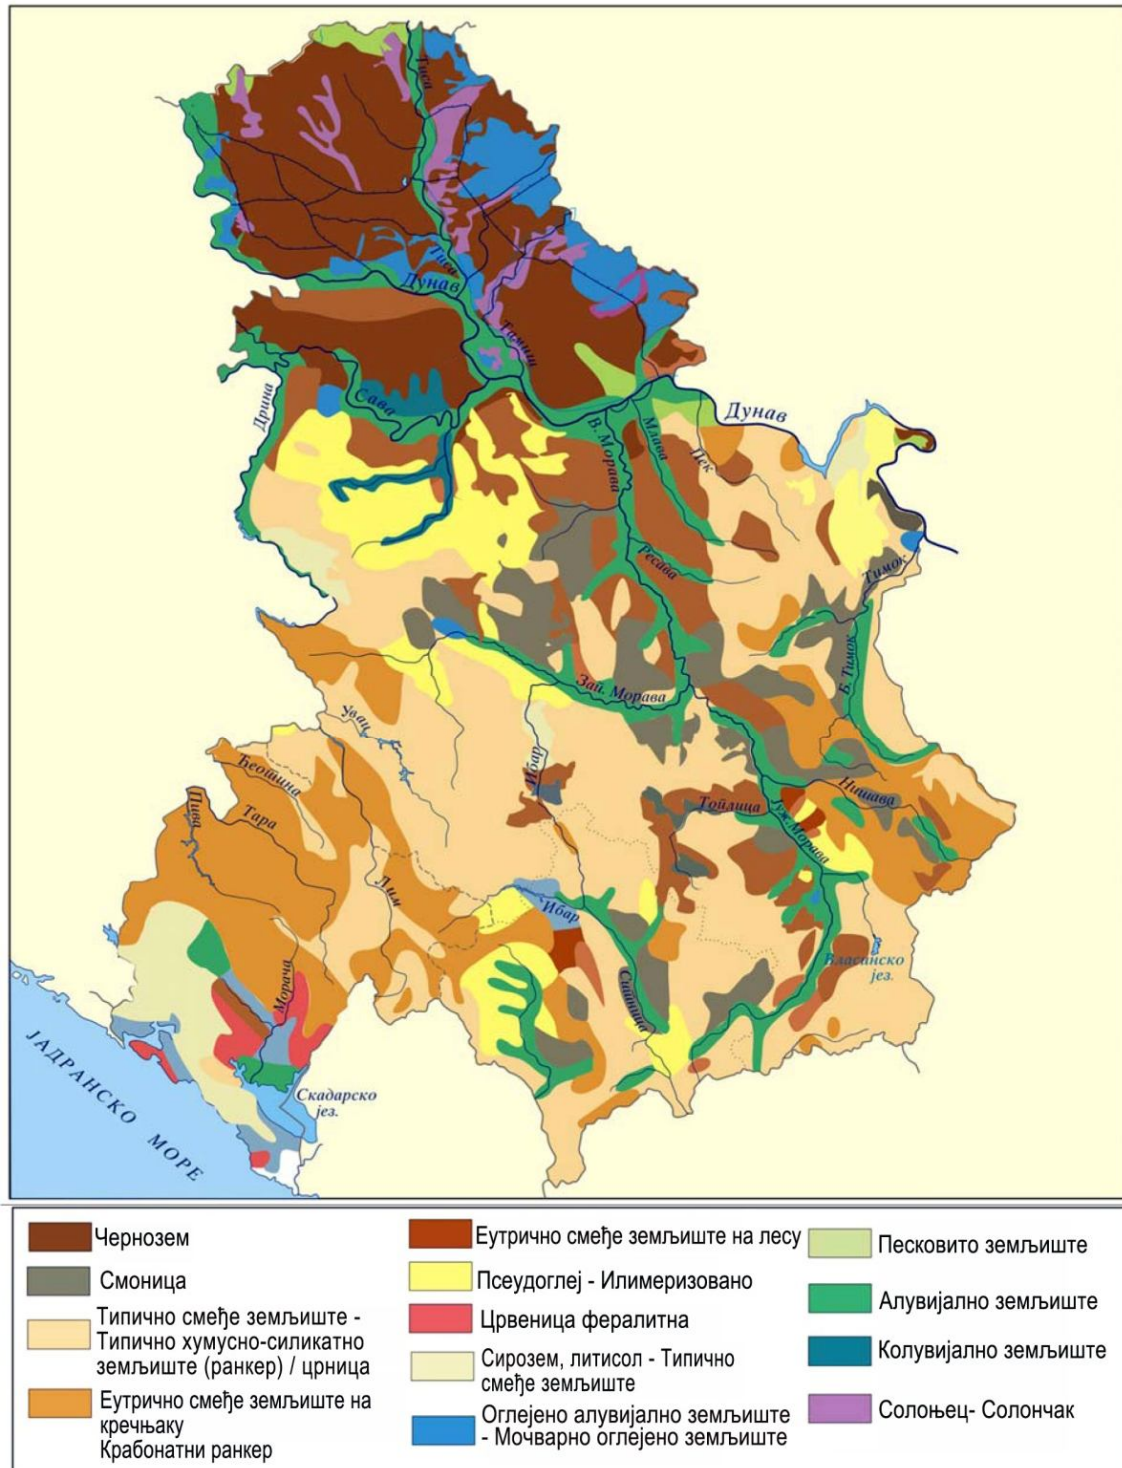 Тиса
Тиса
Дунав
Тамиш
Дрина
Сава
В. Морава
Млава
Пек
Дунав
Ресава
Тимок
Б. Тимок
Зай. Морава
Увац
Ибар
Ћеотина
Тара
Пива
Тойлица
Нишава
Јуж. Морава
Лим
Ибар
Морача
Власинско
јез.
Ситница
Скадарско
јез.
ЈАДРАНСКО МОРЕ
Чернозем
Смоница
Типично смеђе земљиште -
Типично хумусно-силикатно
земљиште (ранкер) / црница
Еутрично смеђе земљиште на
кречњаку
Крабонатни ранкер
Еутрично смеђе земљиште на лесу
Псеудоглеј - Илимеризовано
Црвеница фералитна
Сирозем, литисол - Типично
смеђе земљиште
Оглејено алувијално земљиште
- Мочварно оглејено земљиште
Песковито земљиште
Алувијално земљиште
Колувијално земљиште
Солоњец- Солончак